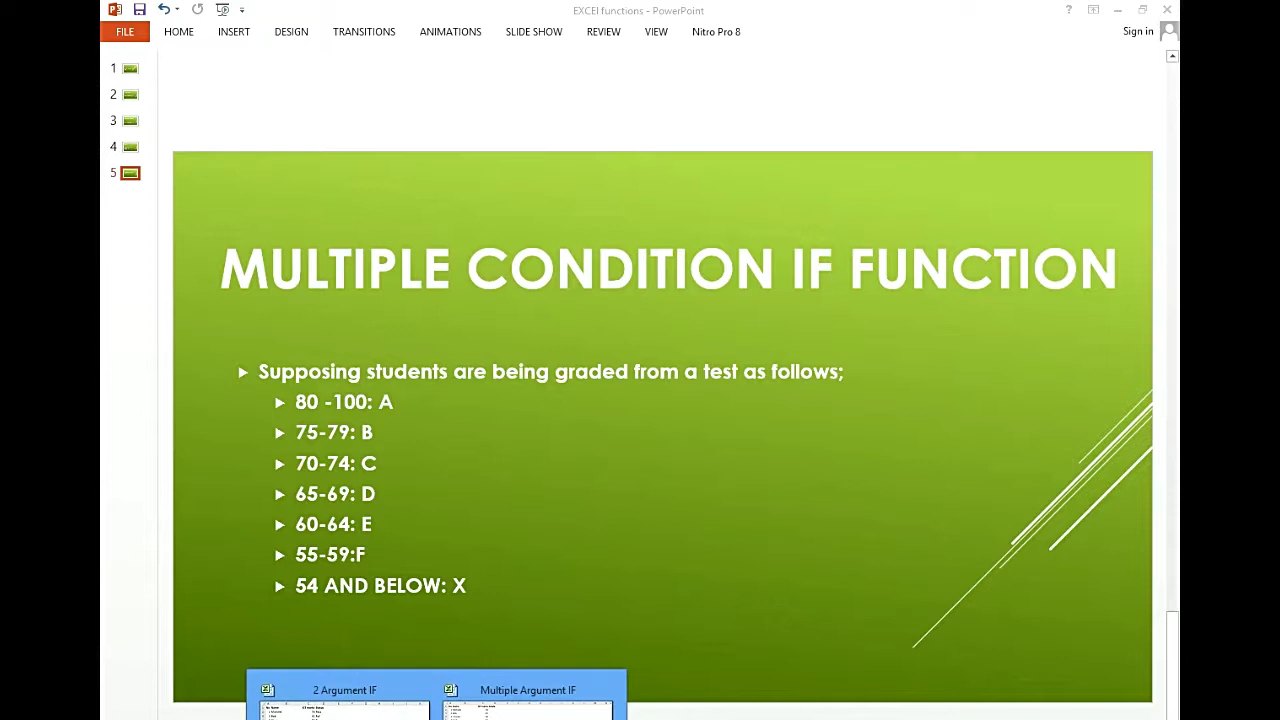 EXCEl functions - PowerPoint
?
FILE HOME INSERT DESIGN TRANSITIONS ANIMATIONS SLIDE SHOW REVIEW VIEW Nitro Pro 8 Sign in
1
2
3
4
5
MULTIPLE CONDITION IF FUNCTION
Supposing students are being graded from a test as follows;
80 -100: A
75-79: B
70-74: C
65-69: D
60-64: E
55-59:F
54 AND BELOW: X
2 Argument IF
Multiple Argument IF